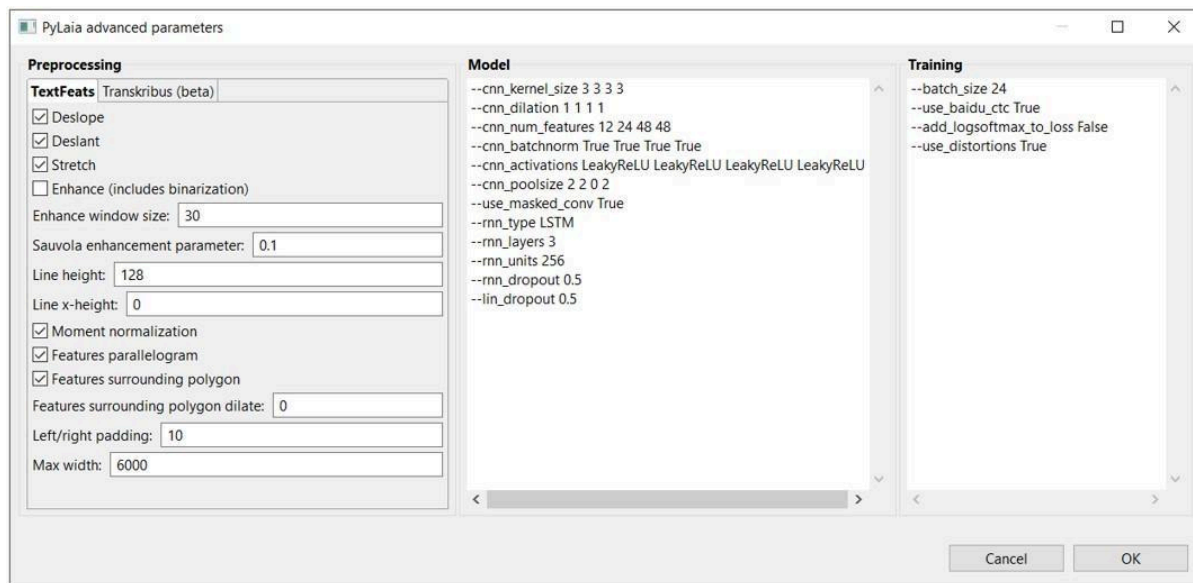 PyLaia advanced parameters
Preprocessing
TextFeats Transkribus (beta)
Deslope
Deslant
Stretch
Enhance (includes binarization)
Enhance window size: 30
Sauvola enhancement parameter: 0.1
Line height: 128
Line x-height: 0
Moment normalization
Features parallelogram
Features surrounding polygon
Features surrounding polygon dilate: 0
Left/right padding: 10
Max width: 6000
Model
--cnn_kernel_size 3 3 3 3
--cnn_dilation 1 1 1 1
--cnn_num_features 12 24 48 48
--cnn_batchnorm True True True True
--cnn_activations LeakyReLU LeakyReLU LeakyReLU LeakyReLU
--cnn_poolsize 2 2 0 2
--use_masked_conv True
--rnn_type LSTM
--rnn_layers 3
--rnn_units 256
--rnn_dropout 0.5
--lin_dropout 0.5
Training
--batch_size 24
--use_baidu_ctc True
--add_logsoftmax_to_loss False
--use_distortions True
Cancel OK